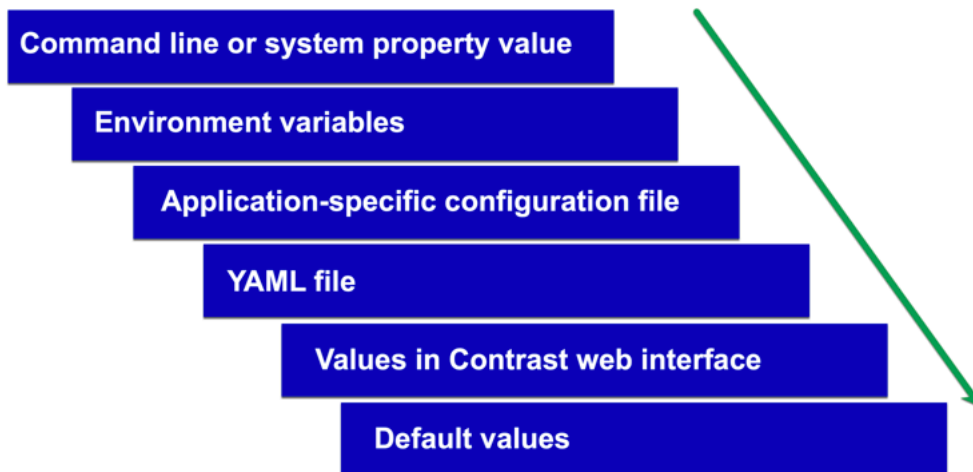 Command line or system property value
Environment variables
Application-specific configuration file
YAML file
Values in Contrast web interface
Default values